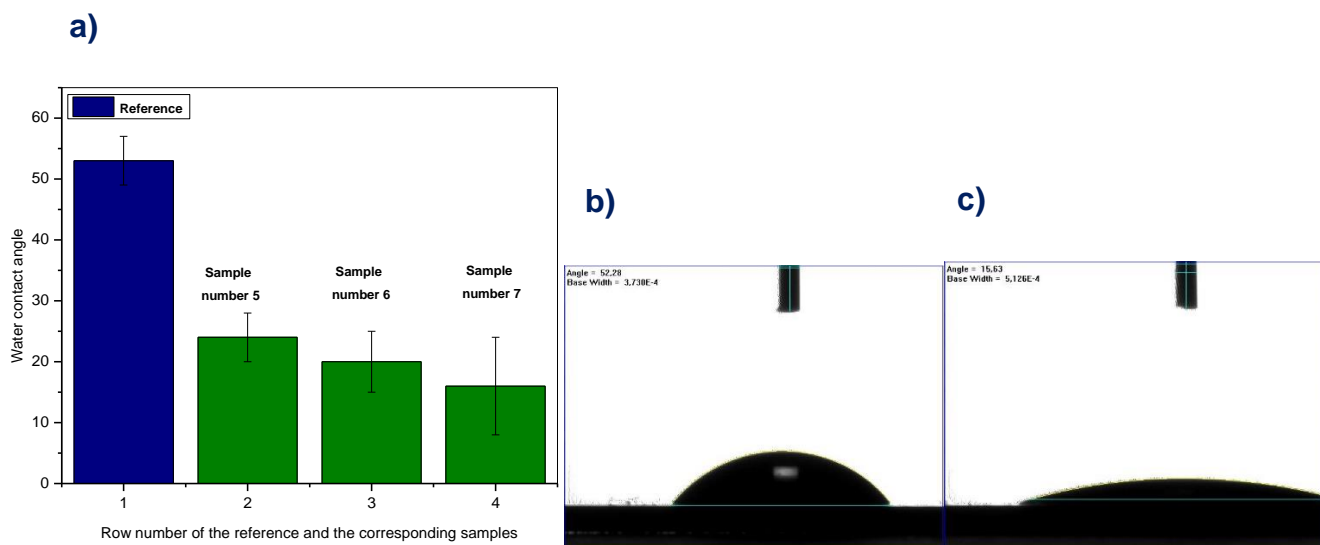 a)
Reference
60
50
40
30
20
10
0
Water contact angle
Sample
number 5
Sample
number 6
Sample
number 7
1 2 3 4
Row number of the reference and the corresponding samples
b)
Angle = 52,28
Base Width = 3,738E-4
c)
Angle = 15,63
Base Width = 5,126E-4